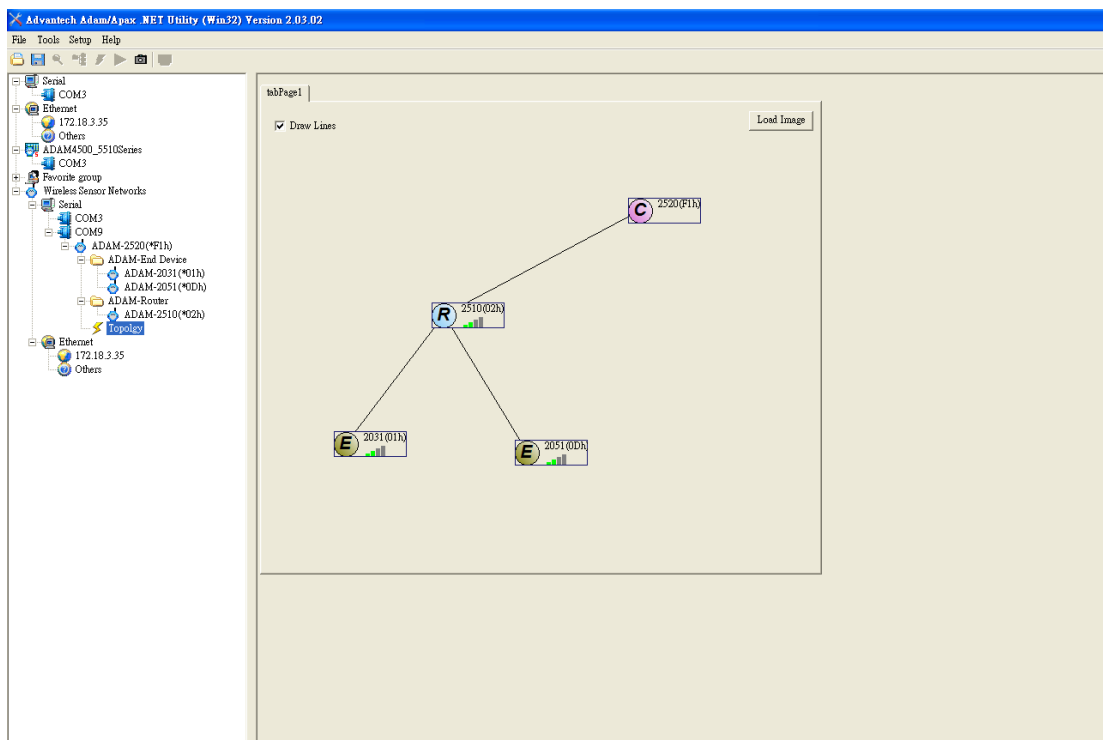 Advantech Adam/Apax .NET Utility (Win32) Version 2.03.02
File Tools Setup Help
Serial
COM3
Ethernet
172.18.3.35
Others
ADAM4500_5510Series
COM3
Favorite group
Wireless Sensor Networks
Serial
COM3
COM9
ADAM-2520(*F1h)
ADAM-End Device
ADAM-2031(*01h)
ADAM-2051(*0Dh)
ADAM-Router
ADAM-2510(*02h)
Topolgy
Ethernet
172.18.3.35
Others
tabPage1
Draw Lines
Load Image
C 2520(F1h)
R 2510(02h)
E 2031(01h)
E 2051(0Dh)